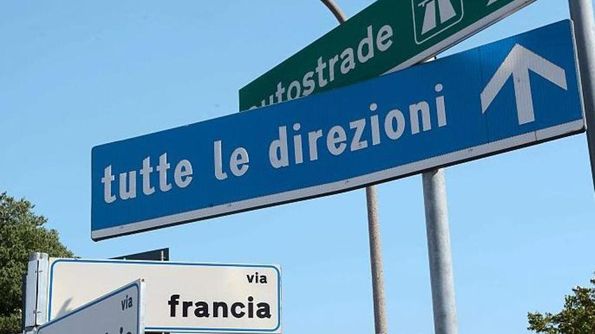 autostrade
tutte le direzioni
via
francia
via